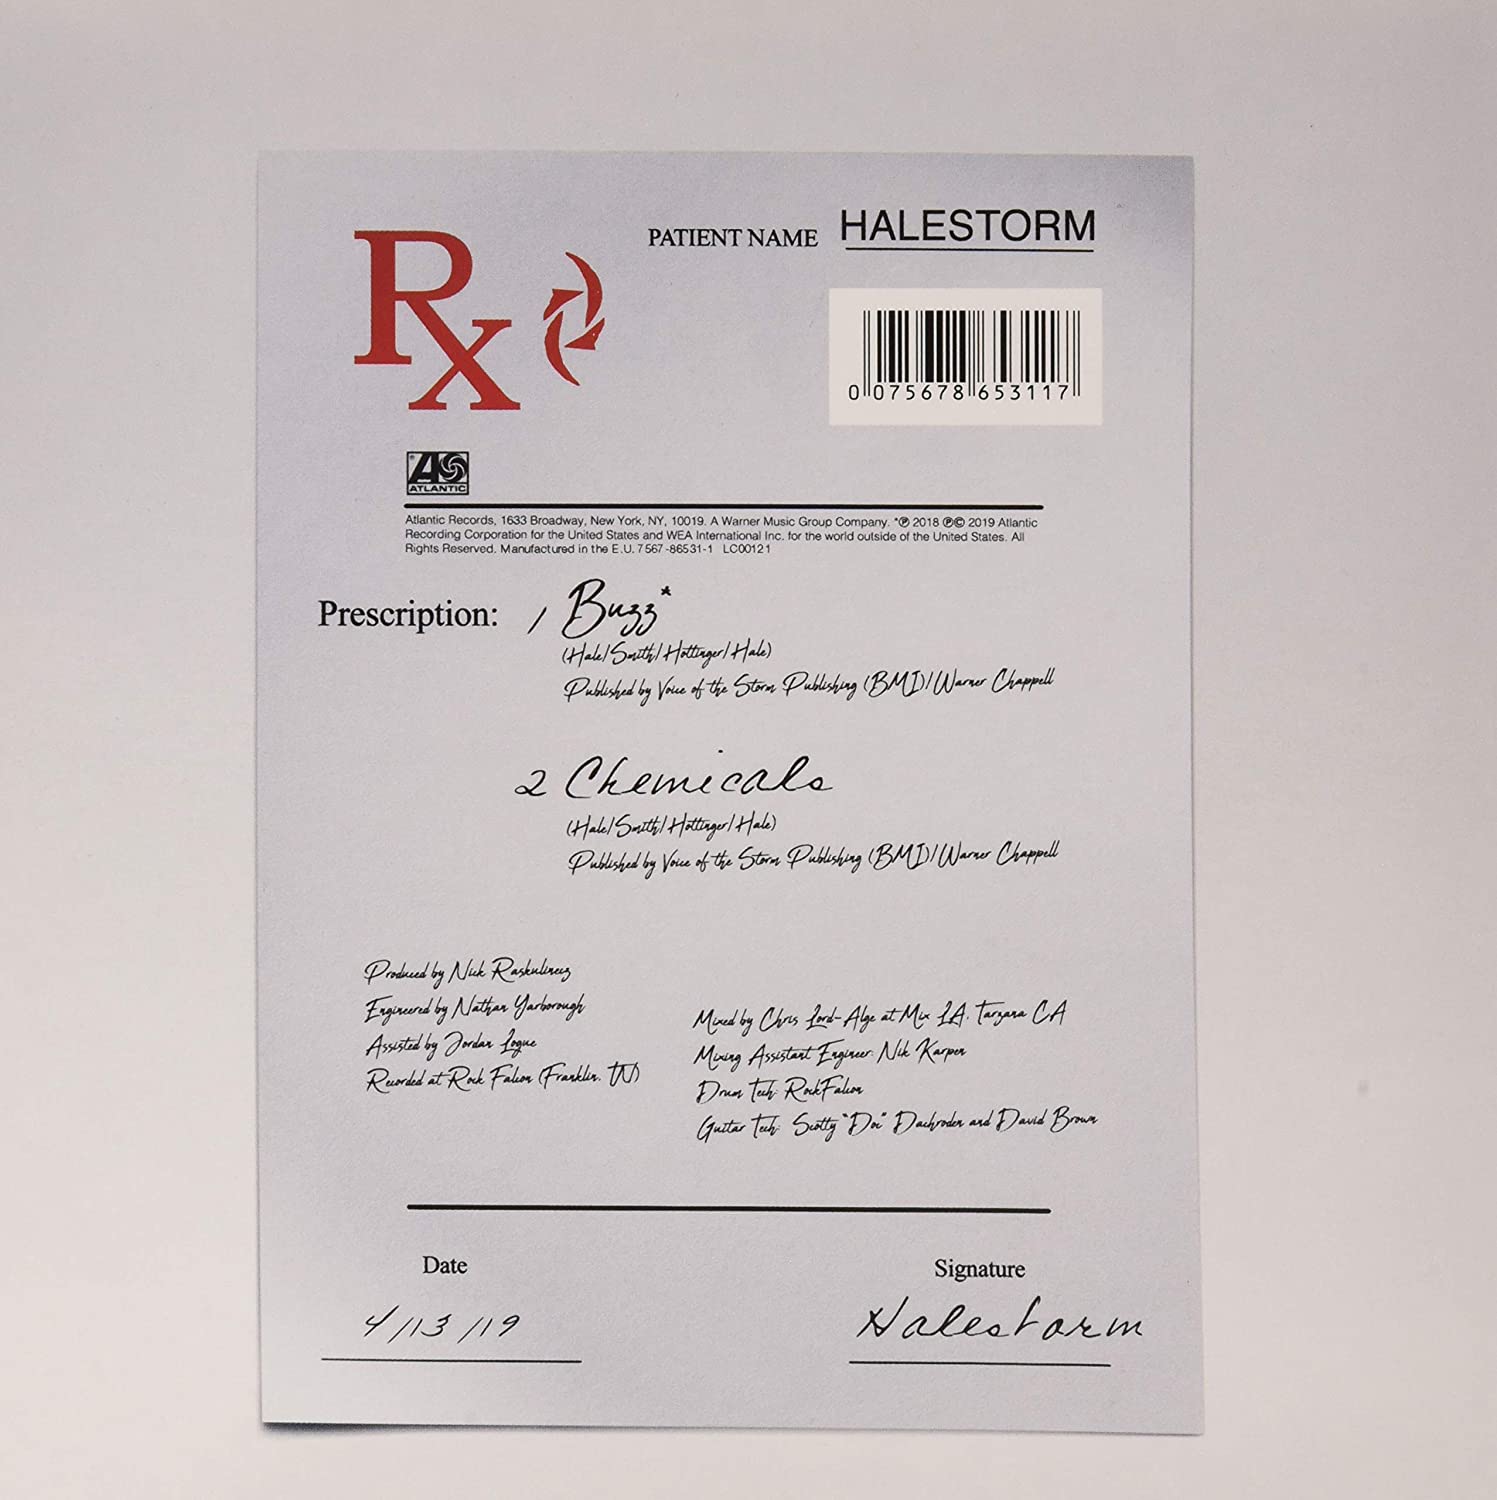 Rx
PATIENT NAME HALESTORM
0 075678 653117
ATLANTIC
Atlantic Records, 1633 Broadway, New York, NY, 10019. A Warner Music Group Company. *℗ 2018 ℗© 2019 Atlantic
Recording Corporation for the United States and WEA International Inc. for the world outside of the United States. All
Rights Reserved. Manufactured in the E.U. 7567-86531-1 LC00121
Prescription: 1 Buzz*
(Hale/Smith/Hottinger/Hale)
Published by Voice of the Storm Publishing (BMI)/Warner Chappell
2 Chemicals
(Hale/Smith/Hottinger/Hale)
Published by Voice of the Storm Publishing (BMI)/Warner Chappell
Produced by Nick Raskulinecz
Engineered by Nathan Yarborough
Assisted by Jordan Logue
Recorded at Rock Falcon (Franklin, TN)
Mixed by Chris Lord-Alge at Mix LA, Tarzana CA
Mixing Assistant Engineer: Nik Karpen
Drum Tech: RockFalcon
Guitar Tech: Scotty "Doc" Dachroden and David Brown
Date
4/13/19
Signature
Halestorm